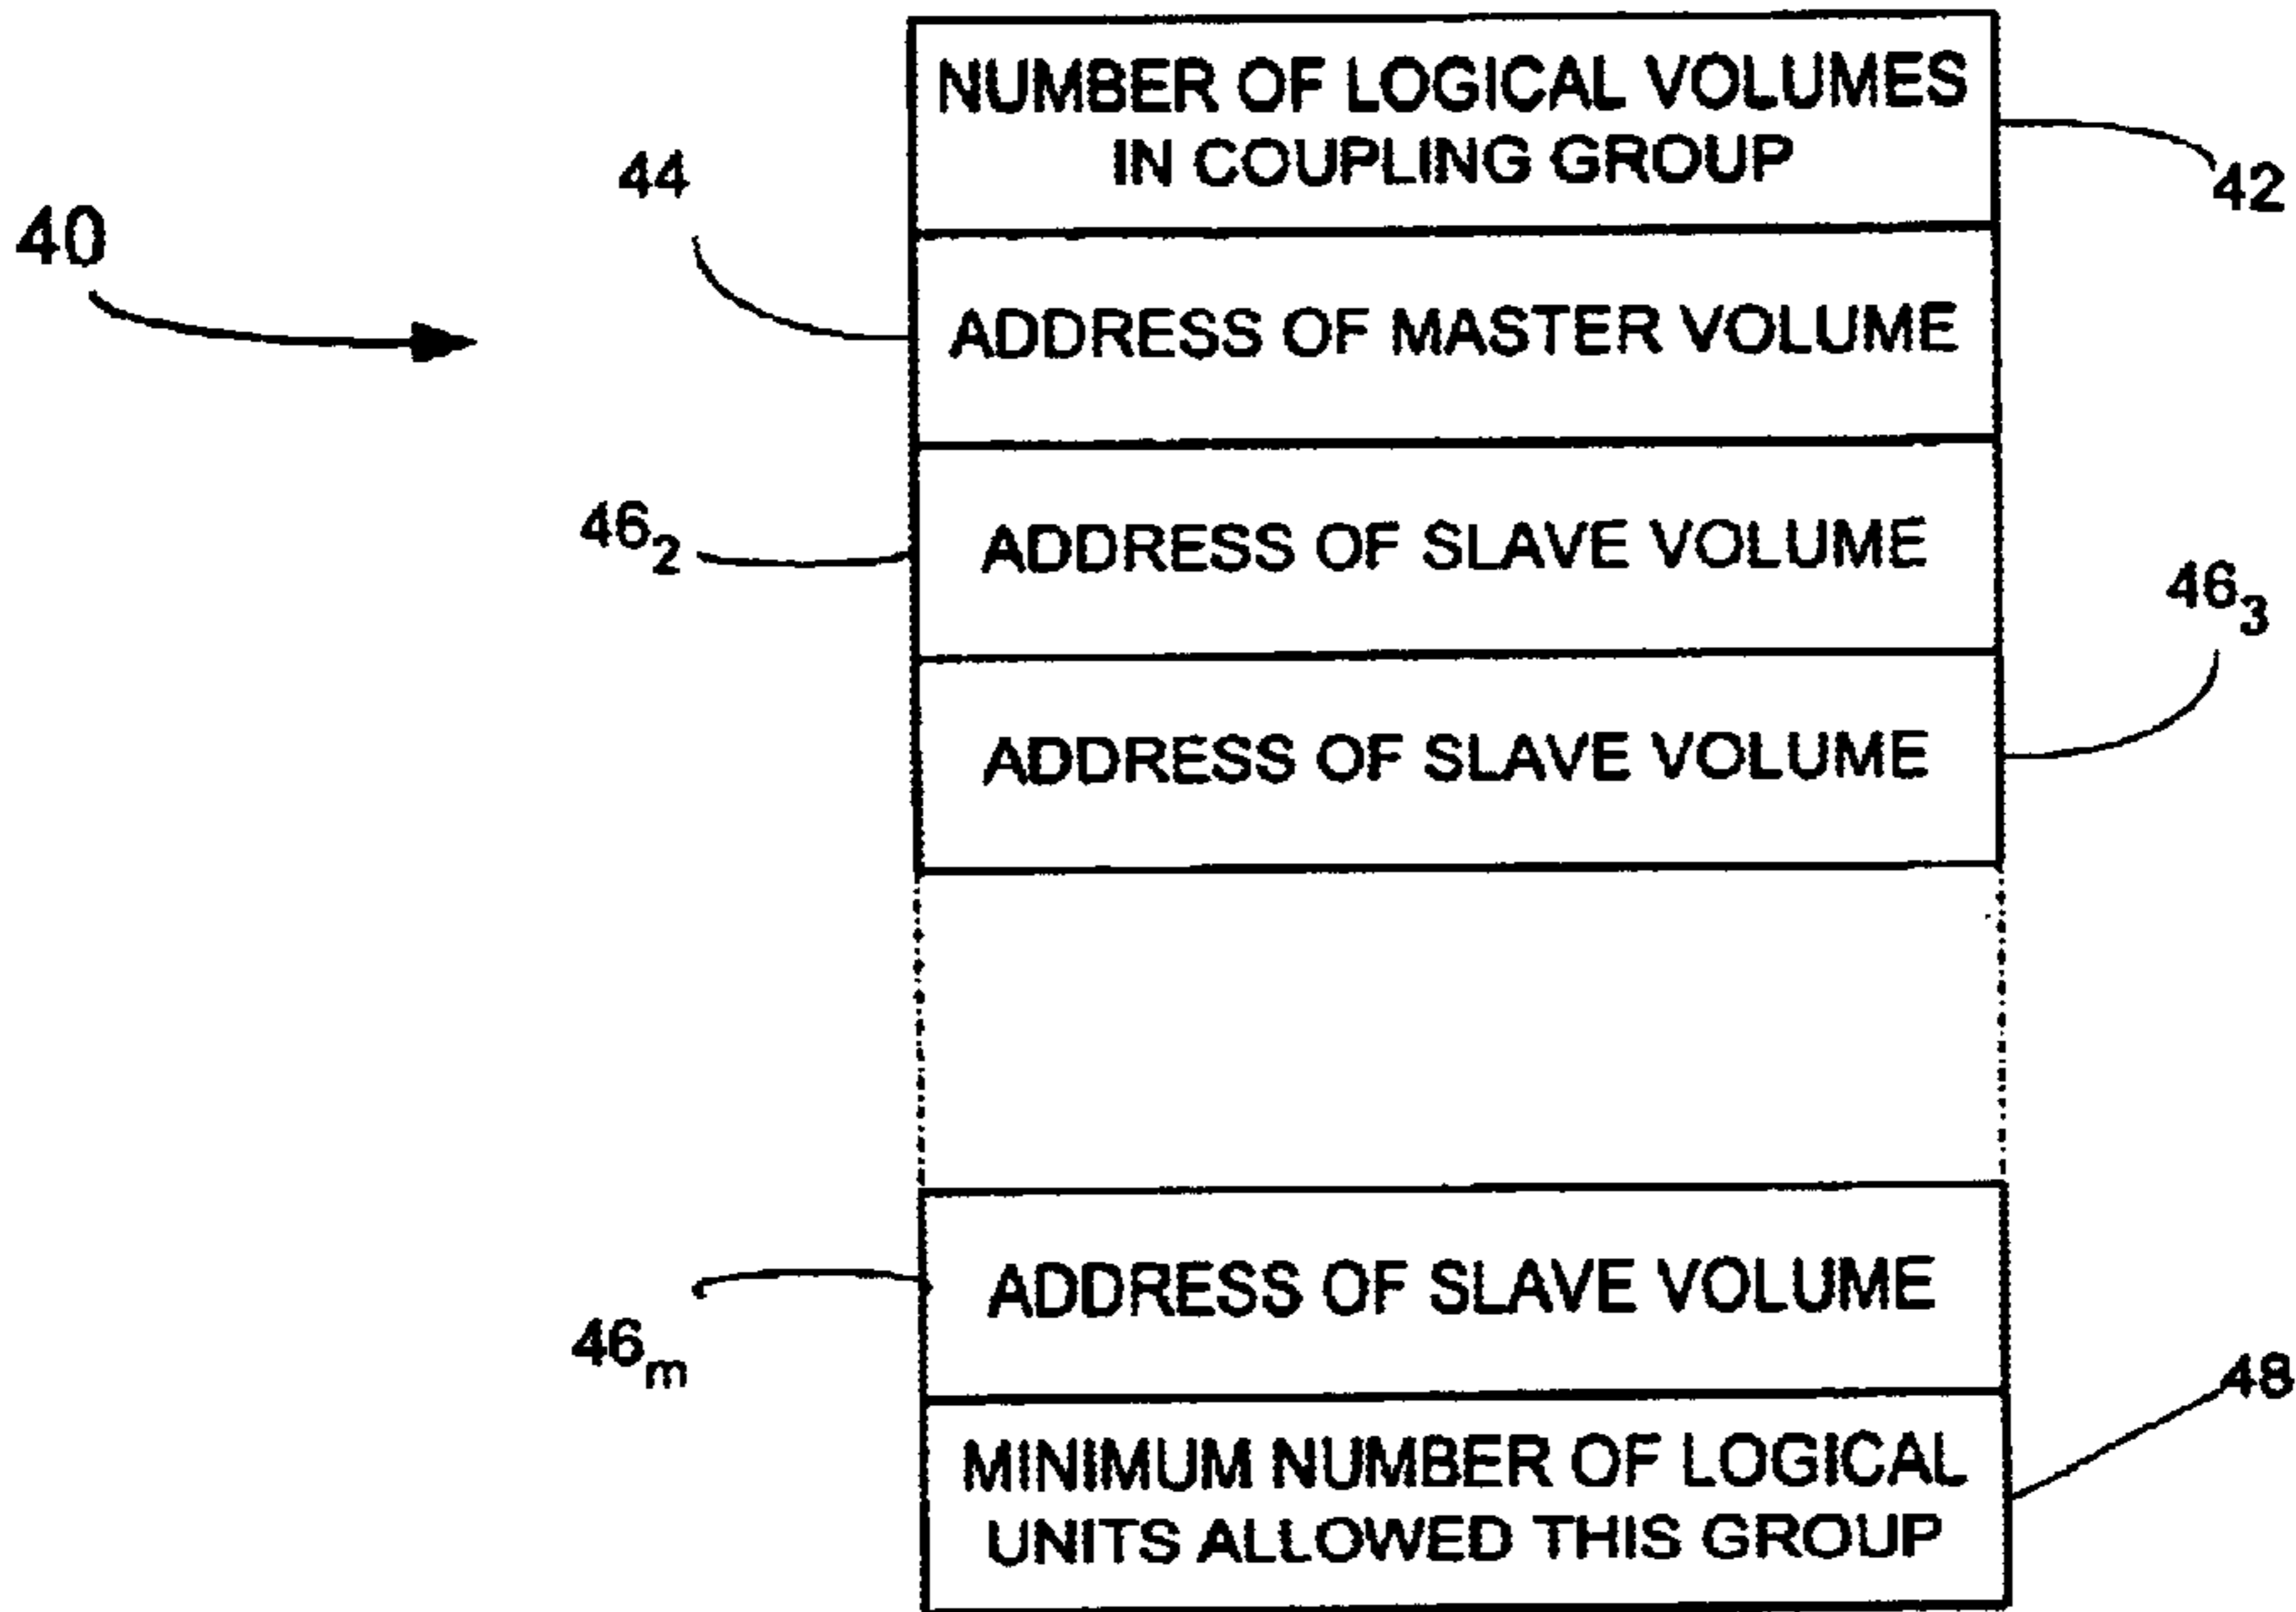 NUMBER OF LOGICAL VOLUMES
IN COUPLING GROUP
42
44
40
ADDRESS OF MASTER VOLUME
46₂
ADDRESS OF SLAVE VOLUME
46₃
ADDRESS OF SLAVE VOLUME
46ₘ
ADDRESS OF SLAVE VOLUME
48
MINIMUM NUMBER OF LOGICAL
UNITS ALLOWED THIS GROUP